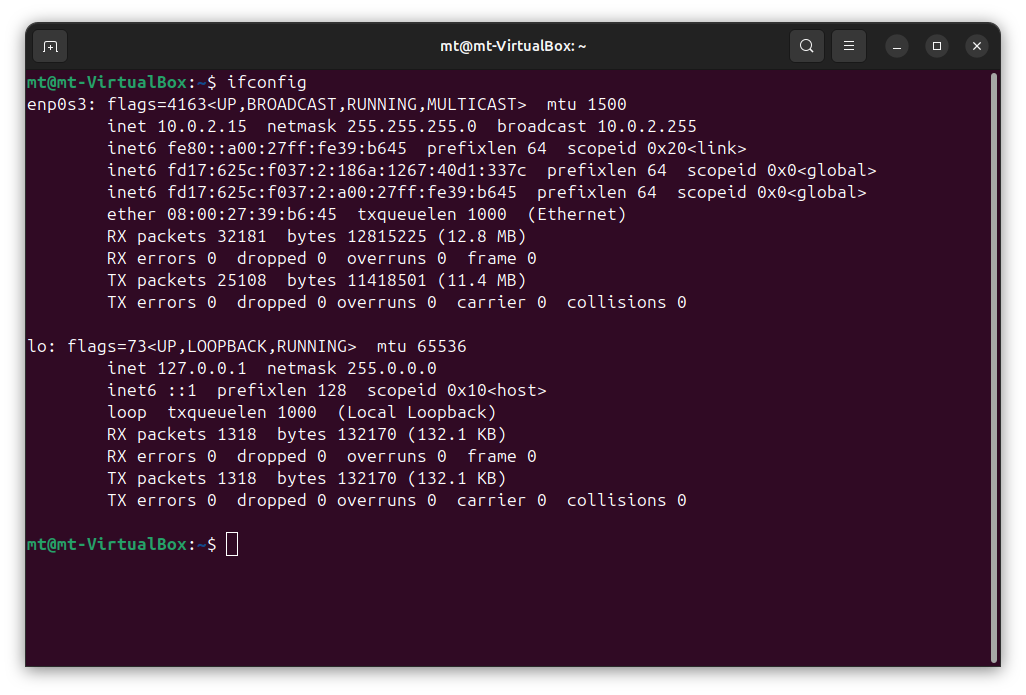 mt@mt-VirtualBox: ~
mt@mt-VirtualBox:~$ ifconfig
enp0s3: flags=4163<UP,BROADCAST,RUNNING,MULTICAST>  mtu 1500
        inet 10.0.2.15  netmask 255.255.255.0  broadcast 10.0.2.255
        inet6 fe80::a00:27ff:fe39:b645  prefixlen 64  scopeid 0x20<link>
        inet6 fd17:625c:f037:2:186a:1267:40d1:337c  prefixlen 64  scopeid 0x0<global>
        inet6 fd17:625c:f037:2:a00:27ff:fe39:b645  prefixlen 64  scopeid 0x0<global>
        ether 08:00:27:39:b6:45  txqueuelen 1000  (Ethernet)
        RX packets 32181  bytes 12815225 (12.8 MB)
        RX errors 0  dropped 0  overruns 0  frame 0
        TX packets 25108  bytes 11418501 (11.4 MB)
        TX errors 0  dropped 0 overruns 0  carrier 0  collisions 0

lo: flags=73<UP,LOOPBACK,RUNNING>  mtu 65536
        inet 127.0.0.1  netmask 255.0.0.0
        inet6 ::1  prefixlen 128  scopeid 0x10<host>
        loop  txqueuelen 1000  (Local Loopback)
        RX packets 1318  bytes 132170 (132.1 KB)
        RX errors 0  dropped 0  overruns 0  frame 0
        TX packets 1318  bytes 132170 (132.1 KB)
        TX errors 0  dropped 0 overruns 0  carrier 0  collisions 0

mt@mt-VirtualBox:~$